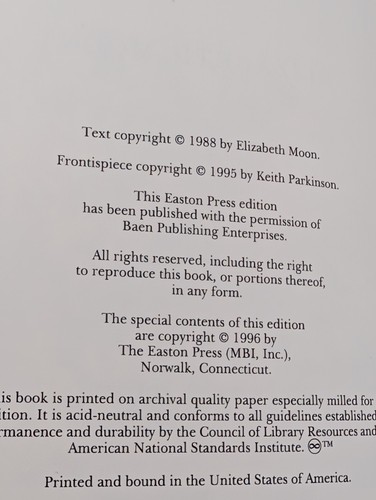 Text copyright © 1988 by Elizabeth Moon.
Frontispiece copyright © 1995 by Keith Parkinson.
This Easton Press edition
has been published with the permission of
Baen Publishing Enterprises.
All rights reserved, including the right
to reproduce this book, or portions thereof,
in any form.
The special contents of this edition
are copyright © 1996 by
The Easton Press (MBI, Inc.),
Norwalk, Connecticut.
is book is printed on archival quality paper especially milled for
ition. It is acid-neutral and conforms to all guidelines established
rmanence and durability by the Council of Library Resources and
American National Standards Institute. ♾™
Printed and bound in the United States of America.